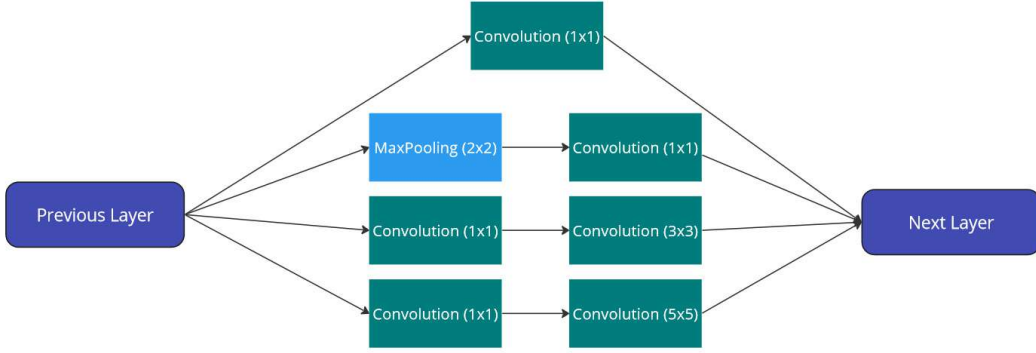 Convolution (1x1)
MaxPooling (2x2)
Convolution (1x1)
Previous Layer
Convolution (1x1)
Convolution (3x3)
Next Layer
Convolution (1x1)
Convolution (5x5)